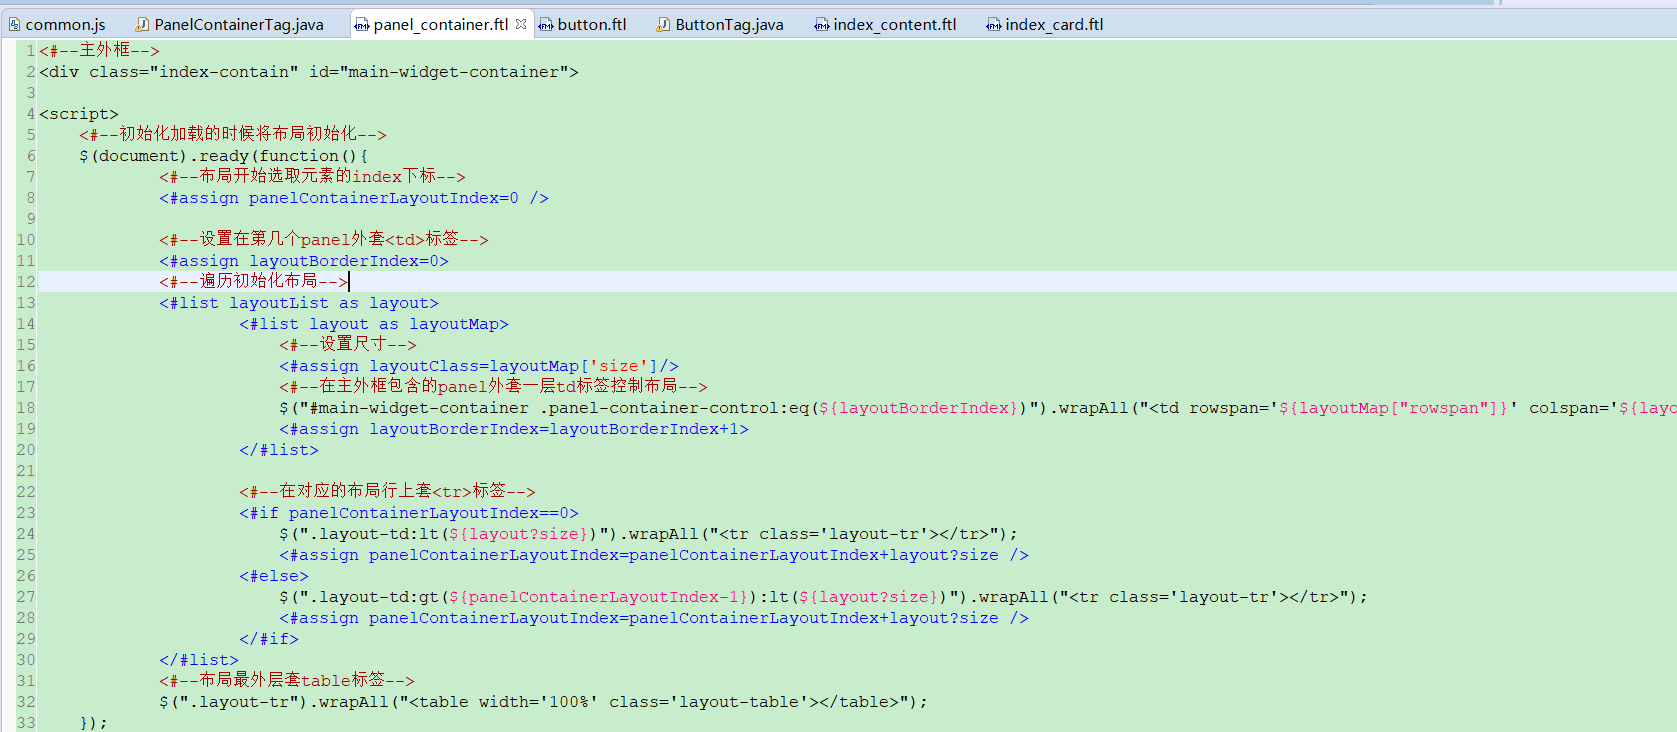 common.js PanelContainerTag.java panel_container.ftl button.ftl ButtonTag.java index_content.ftl index_card.ftl
1 <#--主外框-->
2 <div class="index-contain" id="main-widget-container">
3
4 <script>
5 <#--初始化加载的时候将布局初始化-->
6 $(document).ready(function(){
7 <#--布局开始选取元素的index下标-->
8 <#assign panelContainerLayoutIndex=0 />
9
10 <#--设置在第几个panel外套<td>标签-->
11 <#assign layoutBorderIndex=0>
12 <#--遍历初始化布局-->
13 <#list layoutList as layout>
14 <#list layout as layoutMap>
15 <#--设置尺寸-->
16 <#assign layoutClass=layoutMap['size']/>
17 <#--在主外框包含的panel外套一层td标签控制布局-->
18 $("#main-widget-container .panel-container-control:eq(${layoutBorderIndex})").wrapAll("<td rowspan='${layoutMap["rowspan"]}' colspan='${layo
19 <#assign layoutBorderIndex=layoutBorderIndex+1>
20 </#list>
21
22 <#--在对应的布局行上套<tr>标签-->
23 <#if panelContainerLayoutIndex==0>
24 $(".layout-td:lt(${layout?size})").wrapAll("<tr class='layout-tr'></tr>");
25 <#assign panelContainerLayoutIndex=panelContainerLayoutIndex+layout?size />
26 <#else>
27 $(".layout-td:gt(${panelContainerLayoutIndex-1}):lt(${layout?size})").wrapAll("<tr class='layout-tr'></tr>");
28 <#assign panelContainerLayoutIndex=panelContainerLayoutIndex+layout?size />
29 </#if>
30 </#list>
31 <#--布局最外层套table标签-->
32 $(".layout-tr").wrapAll("<table width='100%' class='layout-table'></table>");
33 });